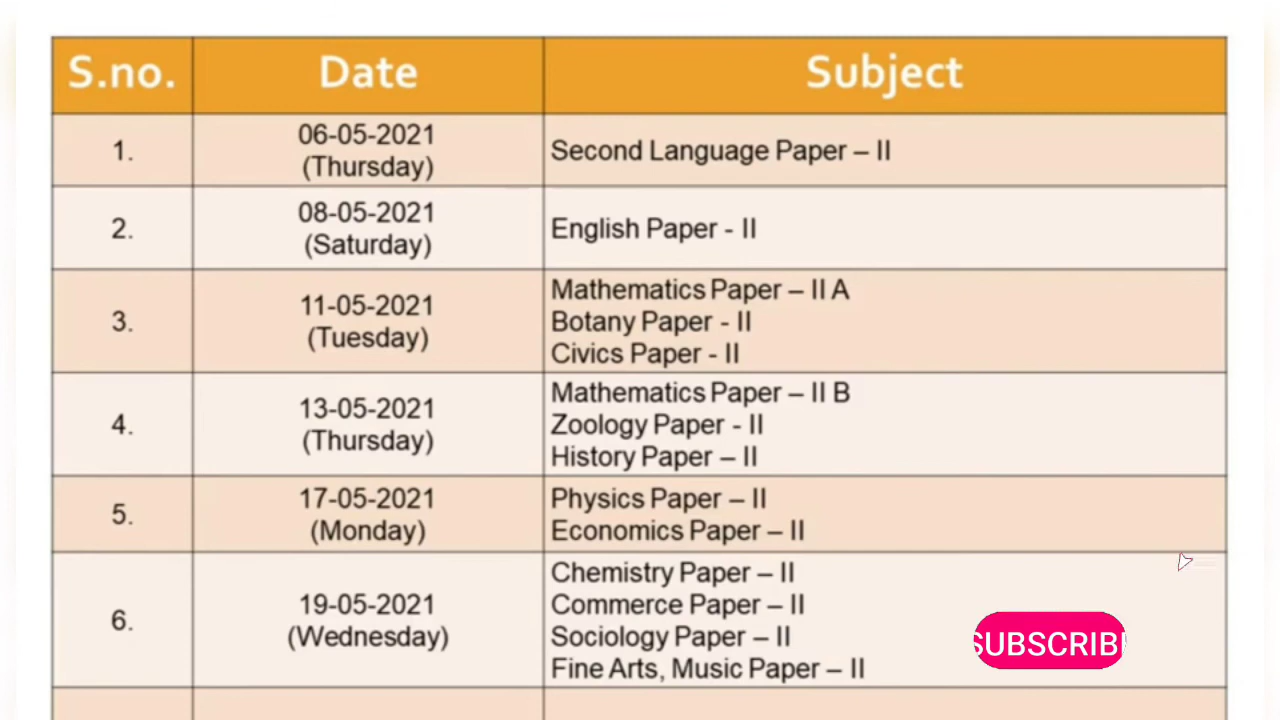 S.no. Date Subject
1. 06-05-2021 (Thursday) Second Language Paper – II
2. 08-05-2021 (Saturday) English Paper - II
3. 11-05-2021 (Tuesday) Mathematics Paper – II A
Botany Paper - II
Civics Paper - II
4. 13-05-2021 (Thursday) Mathematics Paper – II B
Zoology Paper - II
History Paper – II
5. 17-05-2021 (Monday) Physics Paper – II
Economics Paper – II
6. 19-05-2021 (Wednesday) Chemistry Paper – II
Commerce Paper – II
Sociology Paper – II
Fine Arts, Music Paper – II
SUBSCRIBE